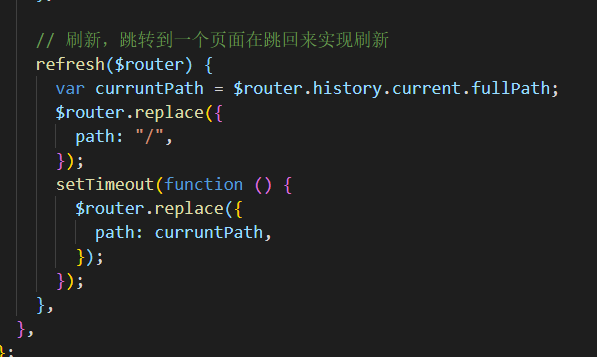 },
// 刷新，跳转到一个页面在跳回来实现刷新
refresh($router) {
var curruntPath = $router.history.current.fullPath;
$router.replace({
path: "/",
});
setTimeout(function () {
$router.replace({
path: curruntPath,
});
});
},
},
};